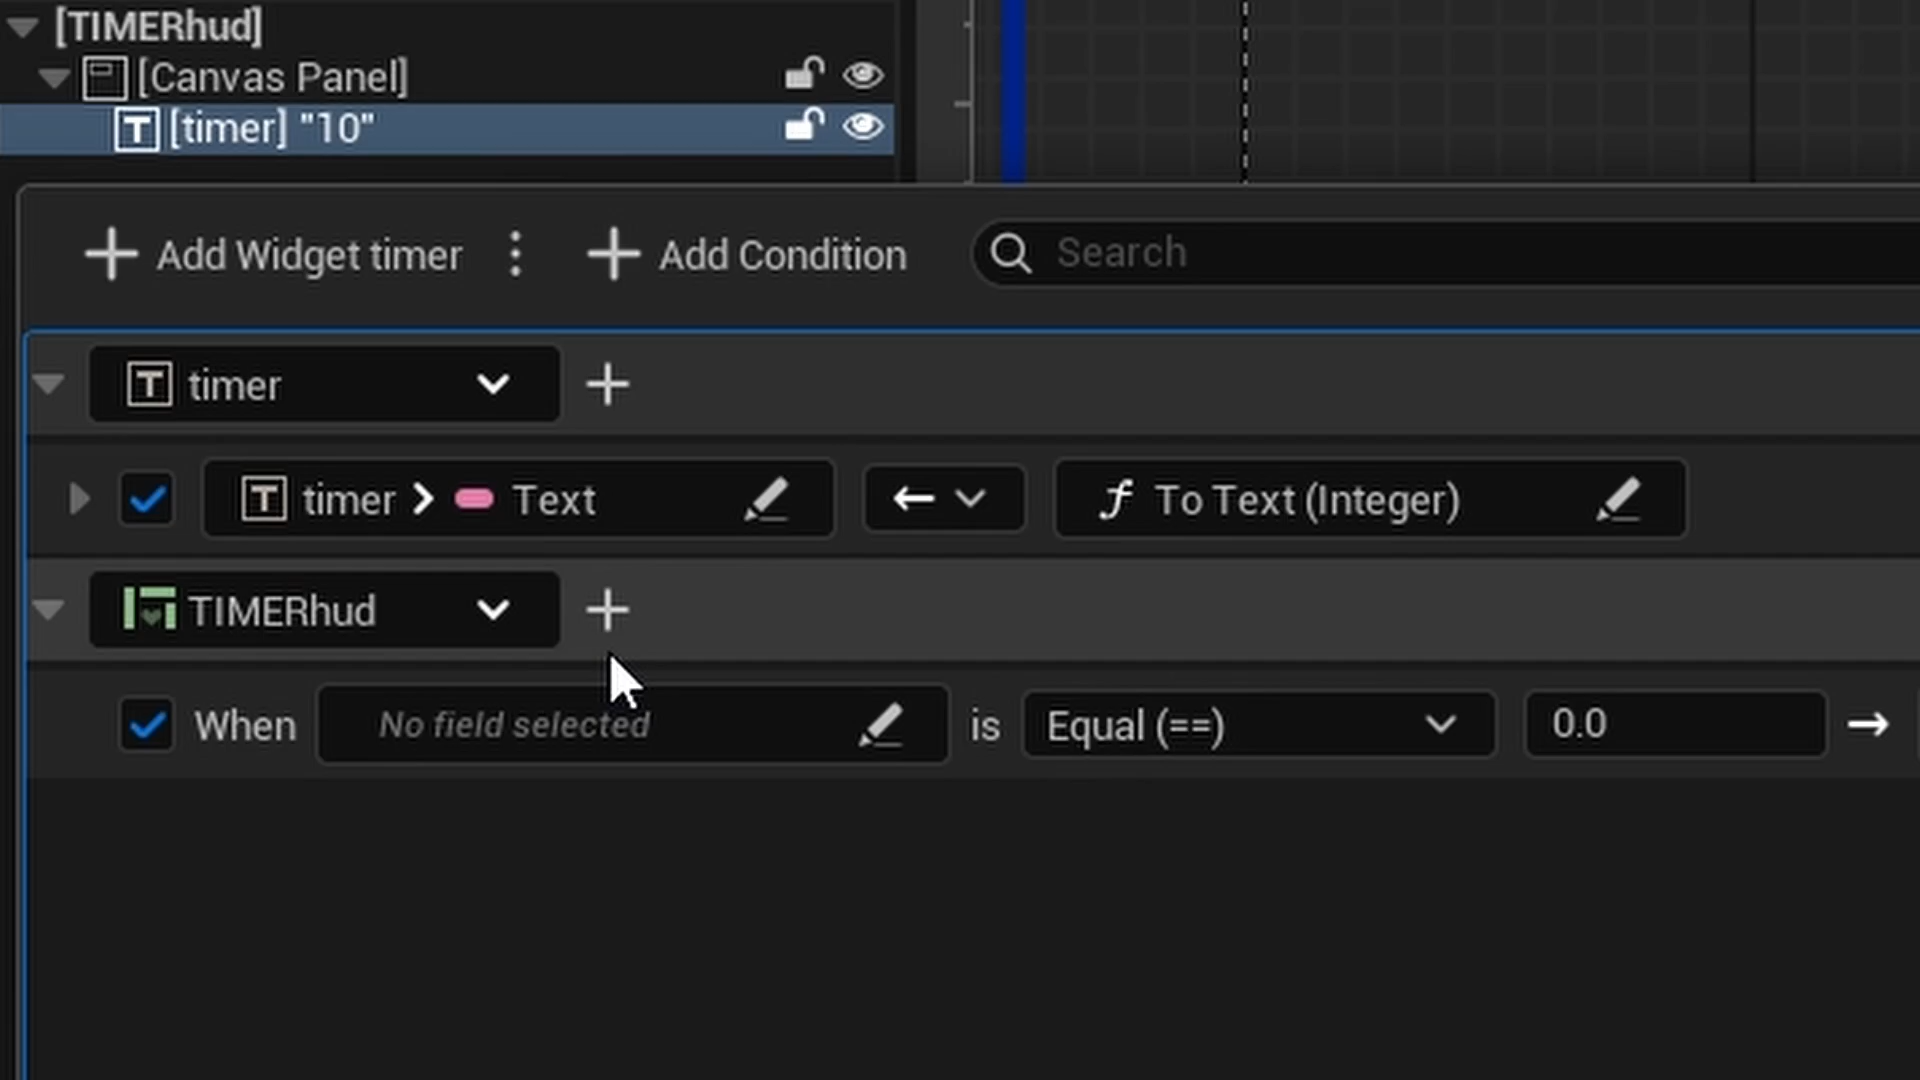 [TIMERhud]
[Canvas Panel]
[timer] "10"
Add Widget timer
Add Condition
Search
timer
timer Text
To Text (Integer)
TIMERhud
When No field selected is Equal (==) 0.0